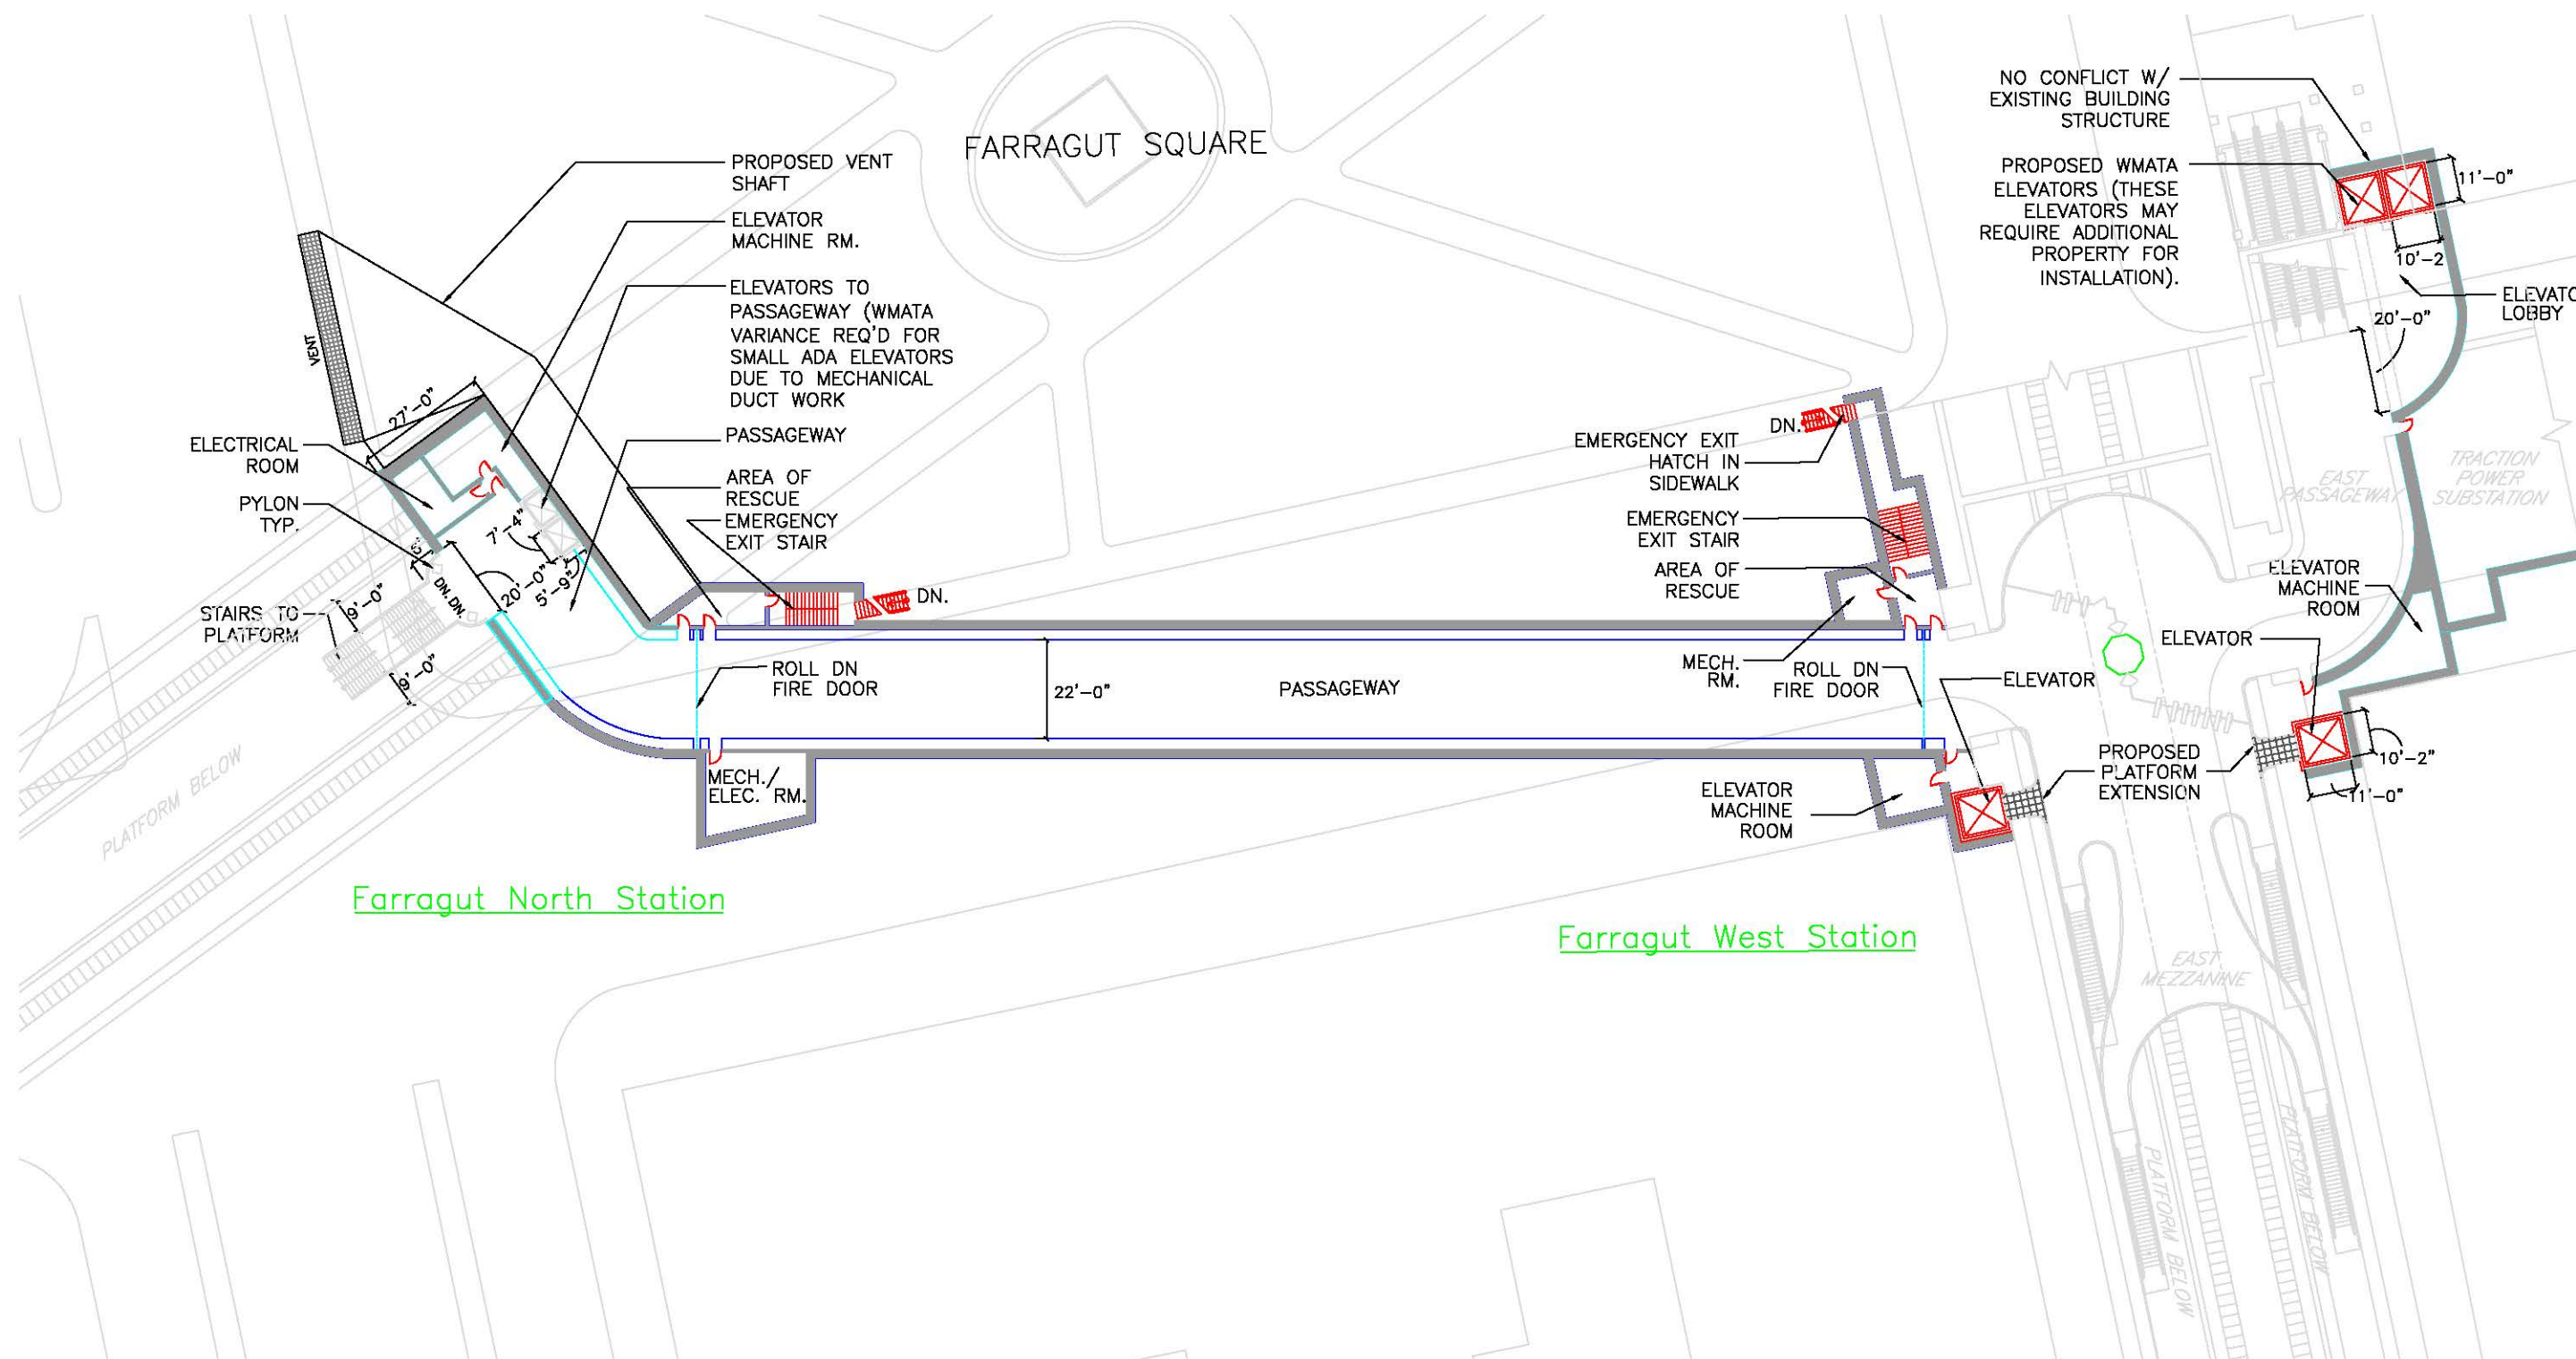 FARRAGUT SQUARE
PROPOSED VENT
SHAFT
ELEVATOR
MACHINE RM.
ELEVATORS TO
PASSAGEWAY (WMATA
VARIANCE REQ'D FOR
SMALL ADA ELEVATORS
DUE TO MECHANICAL
DUCT WORK
PASSAGEWAY
AREA OF
RESCUE
EMERGENCY
EXIT STAIR
VENT
27'-0"
ELECTRICAL
ROOM
PYLON
TYP.
STAIRS TO
PLATFORM
9'-0"
9'-0"
DN. DN.
7'-4"
20'-0"
5'-9"
DN.
ROLL DN
FIRE DOOR
22'-0"
PASSAGEWAY
MECH./
ELEC. RM.
PLATFORM BELOW
Farragut North Station
NO CONFLICT W/
EXISTING BUILDING
STRUCTURE
PROPOSED WMATA
ELEVATORS (THESE
ELEVATORS MAY
REQUIRE ADDITIONAL
PROPERTY FOR
INSTALLATION).
11'-0"
10'-2
ELEVATO
LOBBY
20'-0"
DN.
EMERGENCY EXIT
HATCH IN
SIDEWALK
EMERGENCY
EXIT STAIR
AREA OF
RESCUE
MECH.
RM.
ROLL DN
FIRE DOOR
ELEVATOR
EAST
PASSAGEWAY
TRACTION
POWER
SUBSTATION
ELEVATOR
MACHINE
ROOM
ELEVATOR
PROPOSED
PLATFORM
EXTENSION
10'-2"
11'-0"
ELEVATOR
MACHINE
ROOM
Farragut West Station
EAST
MEZZANINE
PLATFORM BELOW
PLATFORM BELOW